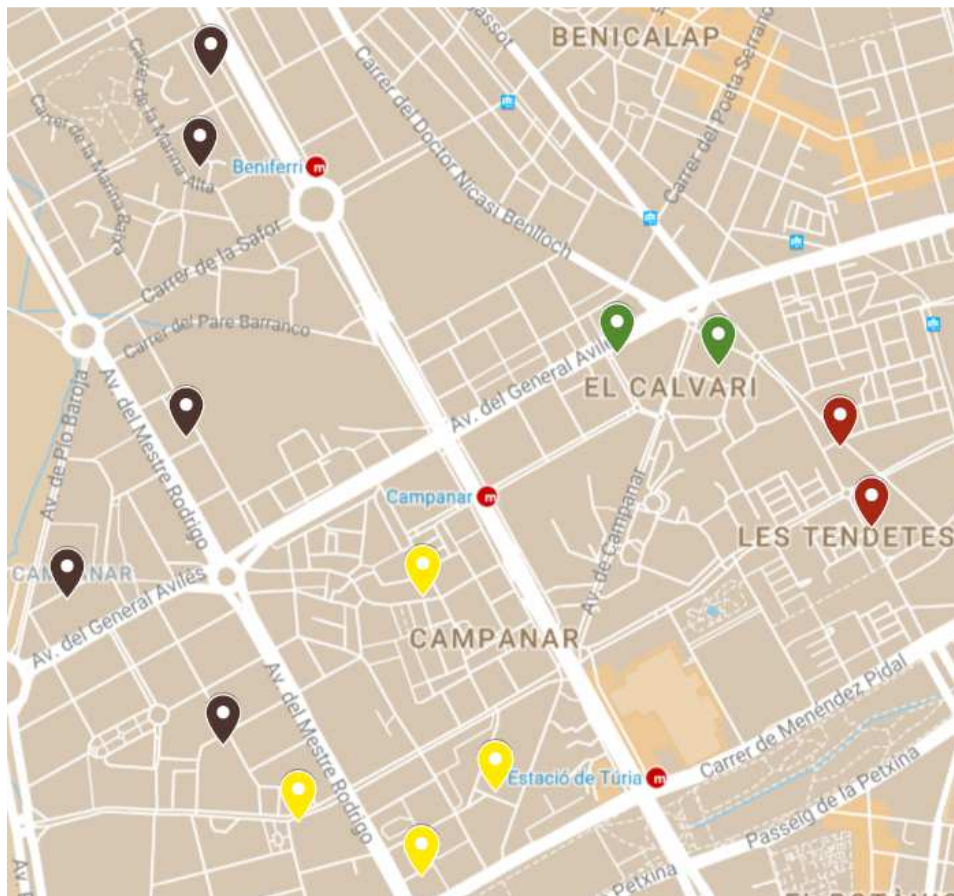 BENICALAP
Carrer del Poeta Serrano
Carrer del Doctor Nicasi Benlloch
Carrer de la Marina Alta
Carrer de la Marina Baixa
Beniferri
m
Carrer de la Safor
Carrer del Pare Barranco
Av. del General Avilés
EL CALVARI
Av. de Pío Baroja
Av. del Mestre Rodrigo
Campanar
m
LES TENDETES
Av. de Campanar
CAMPANAR
Av. del General Avilés
CAMPANAR
Av. del Mestre Rodrigo
Carrer de Menéndez Pidal
Estació de Túria
m
Passeig de la Petxina
Petxina